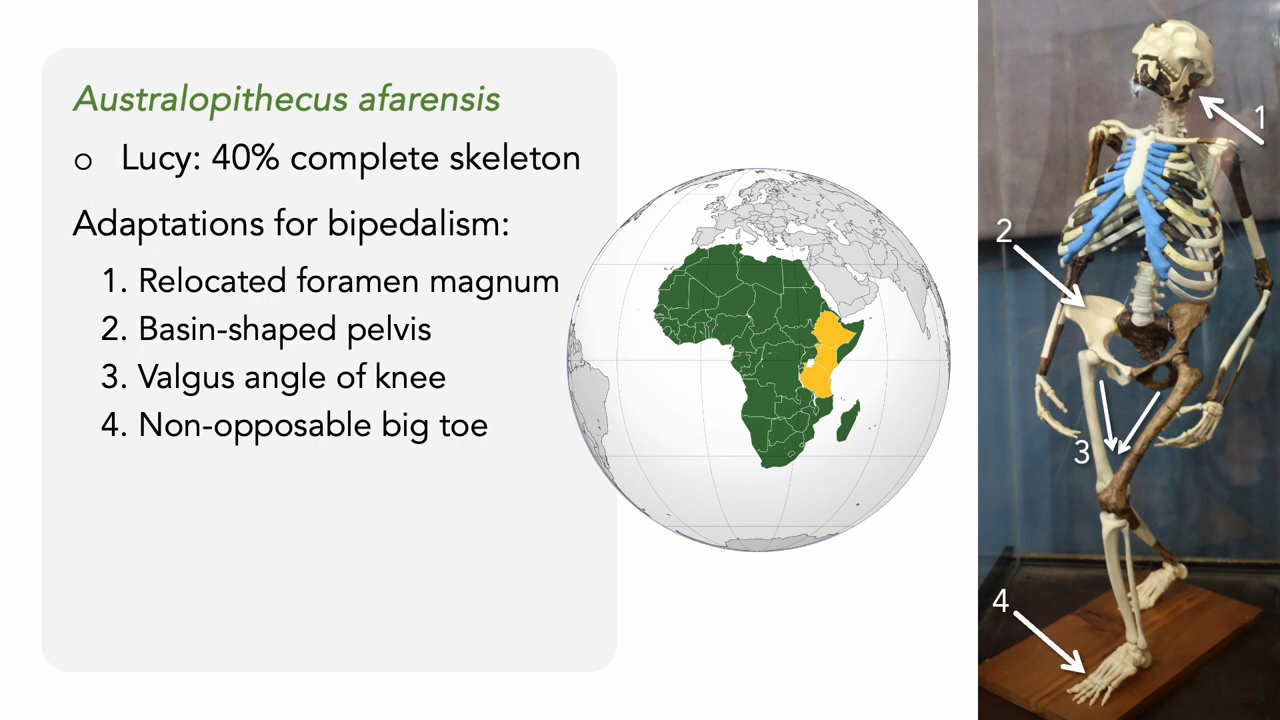 Australopithecus afarensis
o Lucy: 40% complete skeleton
Adaptations for bipedalism:
1. Relocated foramen magnum
2. Basin-shaped pelvis
3. Valgus angle of knee
4. Non-opposable big toe
1
2
3
4